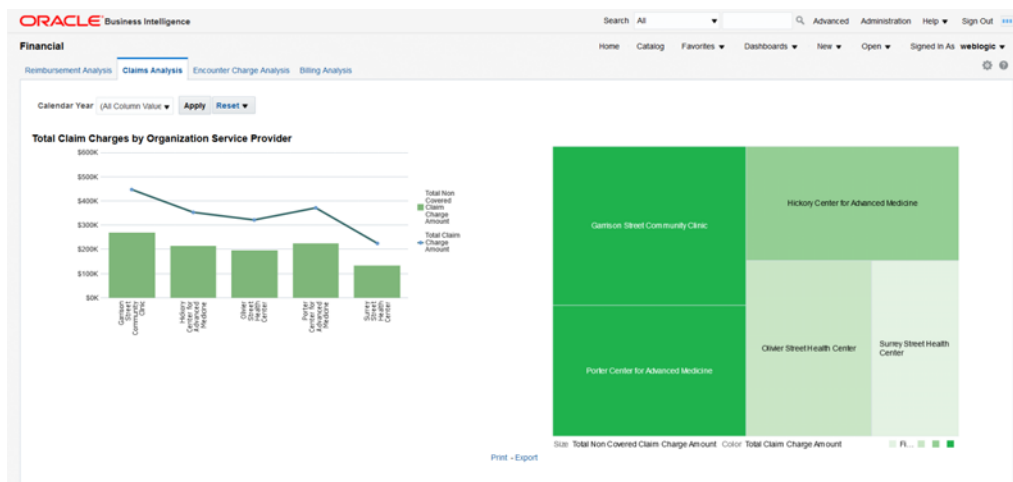 ORACLE Business Intelligence
Search All Advanced Administration Help Sign Out
Financial
Home Catalog Favorites Dashboards New Open Signed In As weblogic
Reimbursement Analysis Claims Analysis Encounter Charge Analysis Billing Analysis
Calendar Year (All Column Value Apply Reset
Total Claim Charges by Organization Service Provider
$600K
$500K
$400K
$300K
$200K
$100K
$0K
Garrison
Street
Community
Clinic
Hickory
Center for
Advanced
Medicine
Olivier
Street
Health
Center
Porter
Center for
Advanced
Medicine
Surrey
Street
Health
Center
Total Non
Covered
Claim
Charge
Amount
Total Claim
Charge
Amount
Garrison Street Community Clinic
Hickory Center for Advanced Medicine
Porter Center for Advanced Medicine
Olivier Street Health Center
Surrey Street Health
Center
Size Total Non Covered Claim Charge Amount Color Total Claim Charge Amount
Fi...
Print - Export